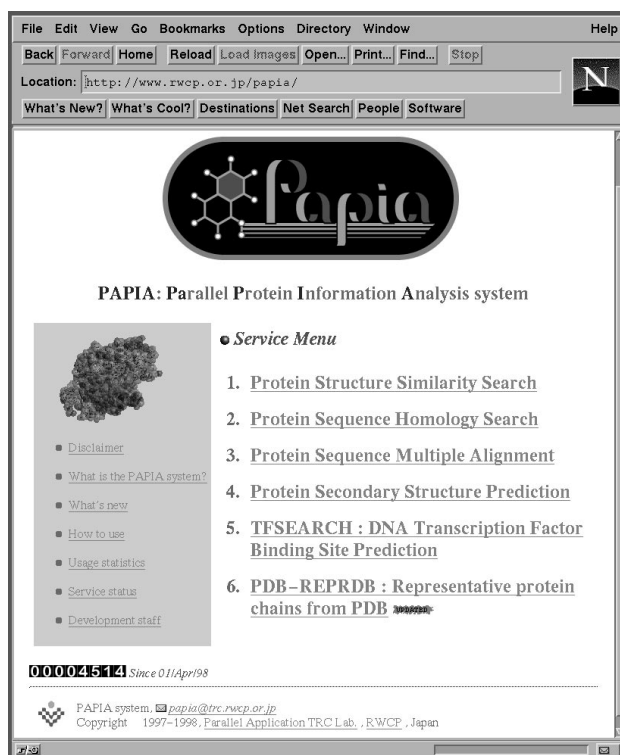 File Edit View Go Bookmarks Options Directory Window Help
Back Forward Home Reload Load Images Open... Print... Find... Stop
Location: http://www.rwcp.or.jp/papia/
N
What's New? What's Cool? Destinations Net Search People Software
Papia
PAPIA: Parallel Protein Information Analysis system
Service Menu
1. Protein Structure Similarity Search
2. Protein Sequence Homology Search
3. Protein Sequence Multiple Alignment
4. Protein Secondary Structure Prediction
5. TFSEARCH : DNA Transcription Factor
Binding Site Prediction
6. PDB-REPRDB : Representative protein
chains from PDB
Disclaimer
What is the PAPIA system?
What's new
How to use
Usage statistics
Service status
Development staff
00004514 Since 01/Apr/98
PAPIA system, papia@trc.rwcp.or.jp
Copyright 1997-1998, Parallel Application TRC Lab. , RWCP , Japan